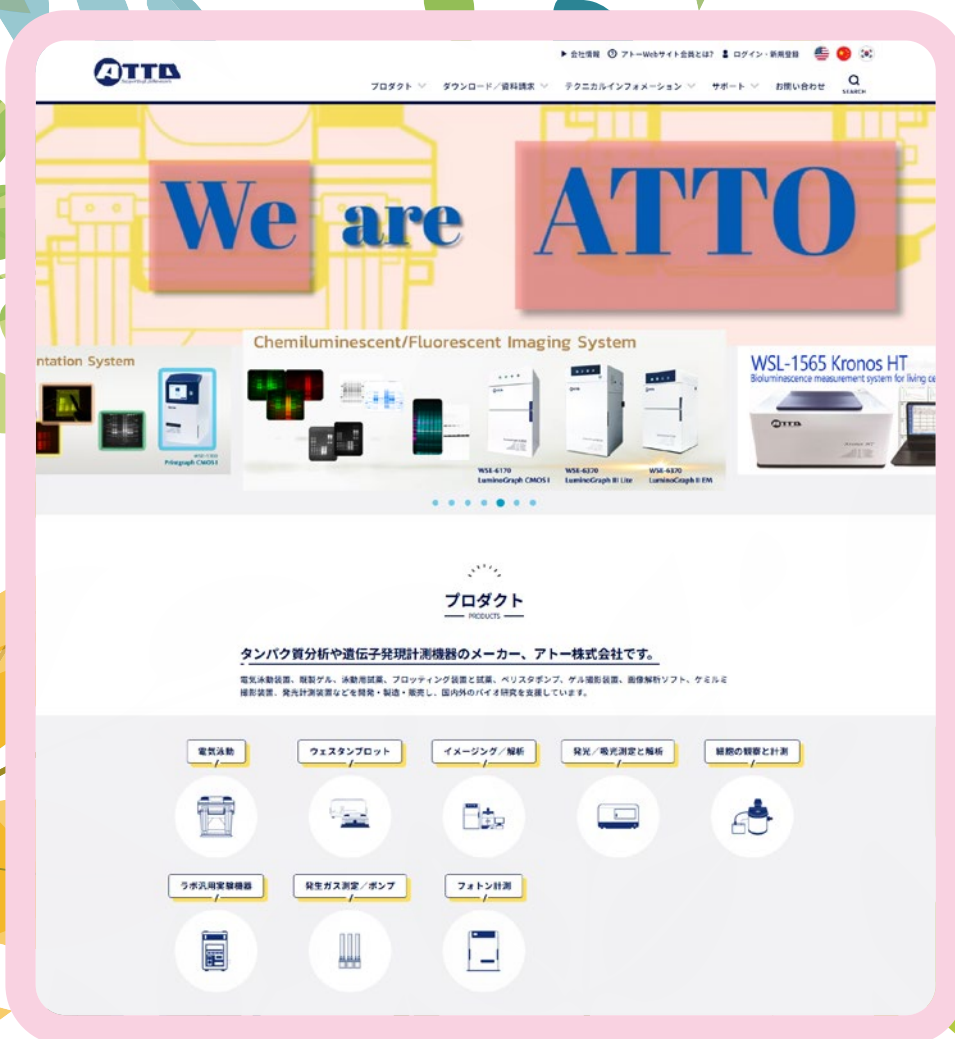 ▶ 会社情報 アトーWebサイト会員とは? ログイン・新規登録
ATTO
プロダクト ダウンロード/資料請求 テクニカルインフォメーション サポート お問い合わせ SEARCH
We are ATTO
ntation System
Chemiluminescent/Fluorescent Imaging System
WSL-1565 Kronos HT
Bioluminescence measurement system for living ce
ATTO
Printgraph CMOS I
WSE-6170 WSE-6370 WSE-6370
LuminoGraph CMOS I LuminoGraph III Lite LuminoGraph II EM
プロダクト
PRODUCTS
タンパク質分析や遺伝子発現計測機器のメーカー、アトー株式会社です。
電気泳動装置、既製ゲル、泳動用試薬、ブロッティング装置と試薬、ペリスタポンプ、ゲル撮影装置、画像解析ソフト、ケミルミ
撮影装置、発光計測装置などを開発・製造・販売し、国内外のバイオ研究を支援しています。
電気泳動 ウェスタンブロット イメージング/解析 発光/吸光測定と解析 細胞の観察と計測
ラボ汎用実験機器 発生ガス測定/ポンプ フォトン計測